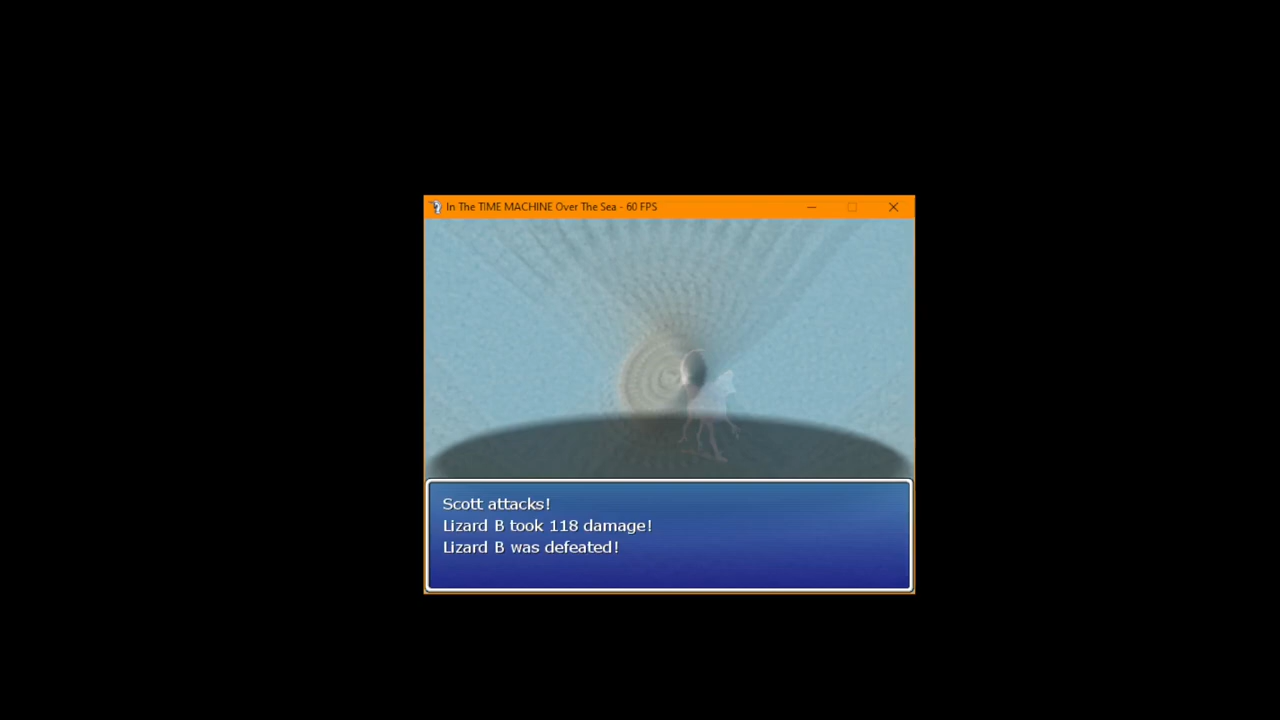 In The TIME MACHINE Over The Sea - 60 FPS
Scott attacks!
Lizard B took 118 damage!
Lizard B was defeated!